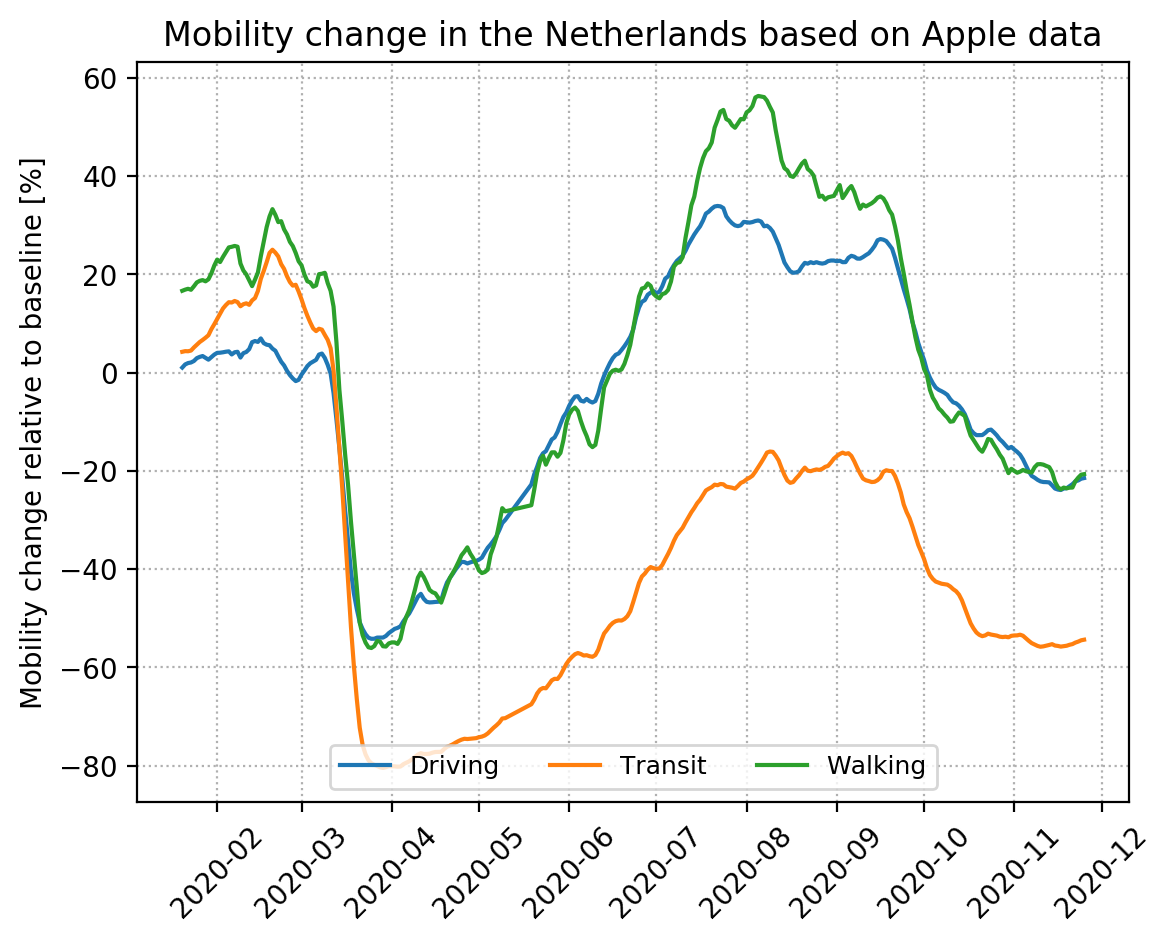 Mobility change in the Netherlands based on Apple data
Mobility change relative to baseline [%]
60
40
20
0
−20
−40
−60
−80
Driving Transit Walking
2020-02 2020-03 2020-04 2020-05 2020-06 2020-07 2020-08 2020-09 2020-10 2020-11 2020-12